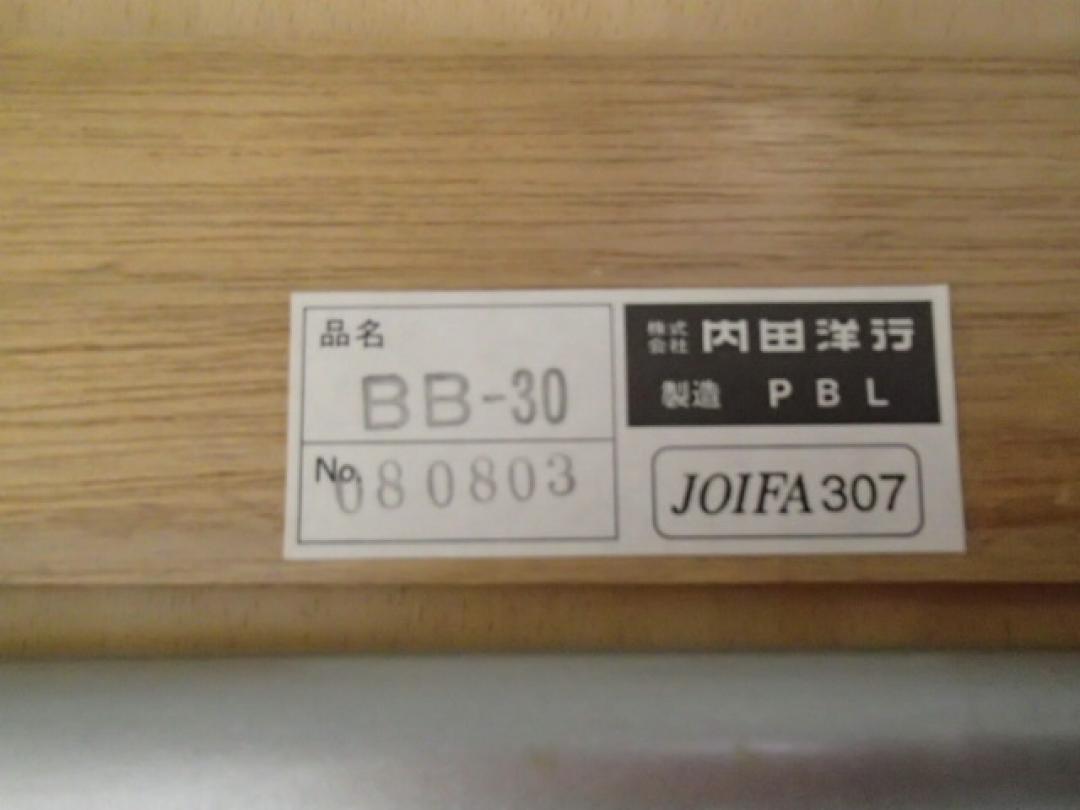 品名
BB-30
No. 080803
株式会社 内田洋行
製造 PBL
JOIFA 307